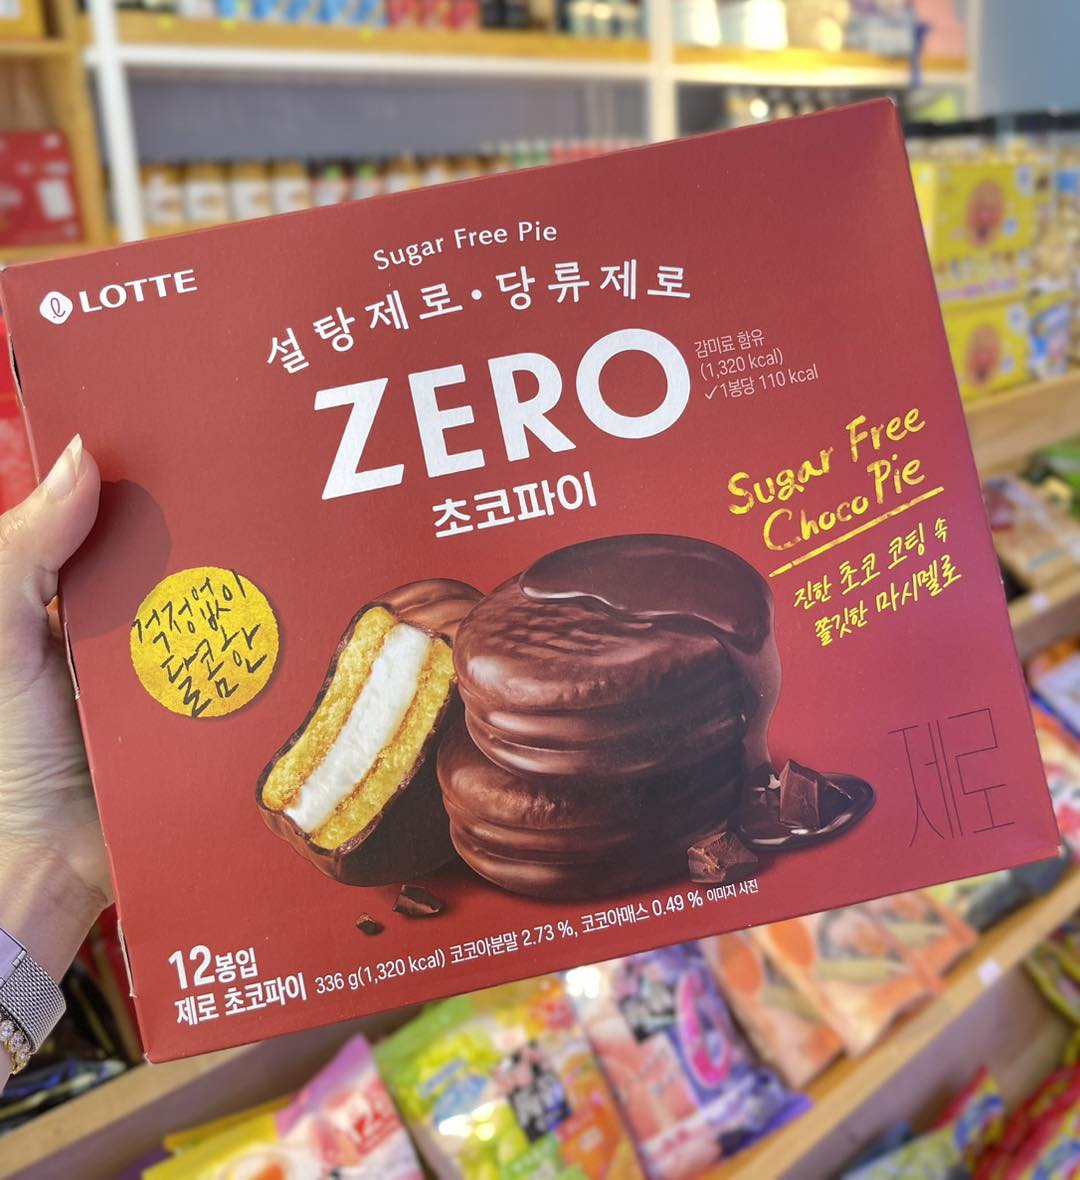 LOTTE
Sugar Free Pie
설탕제로·당류제로
ZERO
감미료 함유
(1,320 kcal)
✓1봉당 110 kcal
초코파이
Sugar Free
Choco Pie
진한 초코 코팅 속
쫄깃한 마시멜로
걱정없이
달콤한
제로
12봉입
제로 초코파이 336 g(1,320 kcal) 코코아분말 2.73 %, 코코아매스 0.49 % 이미지 사진